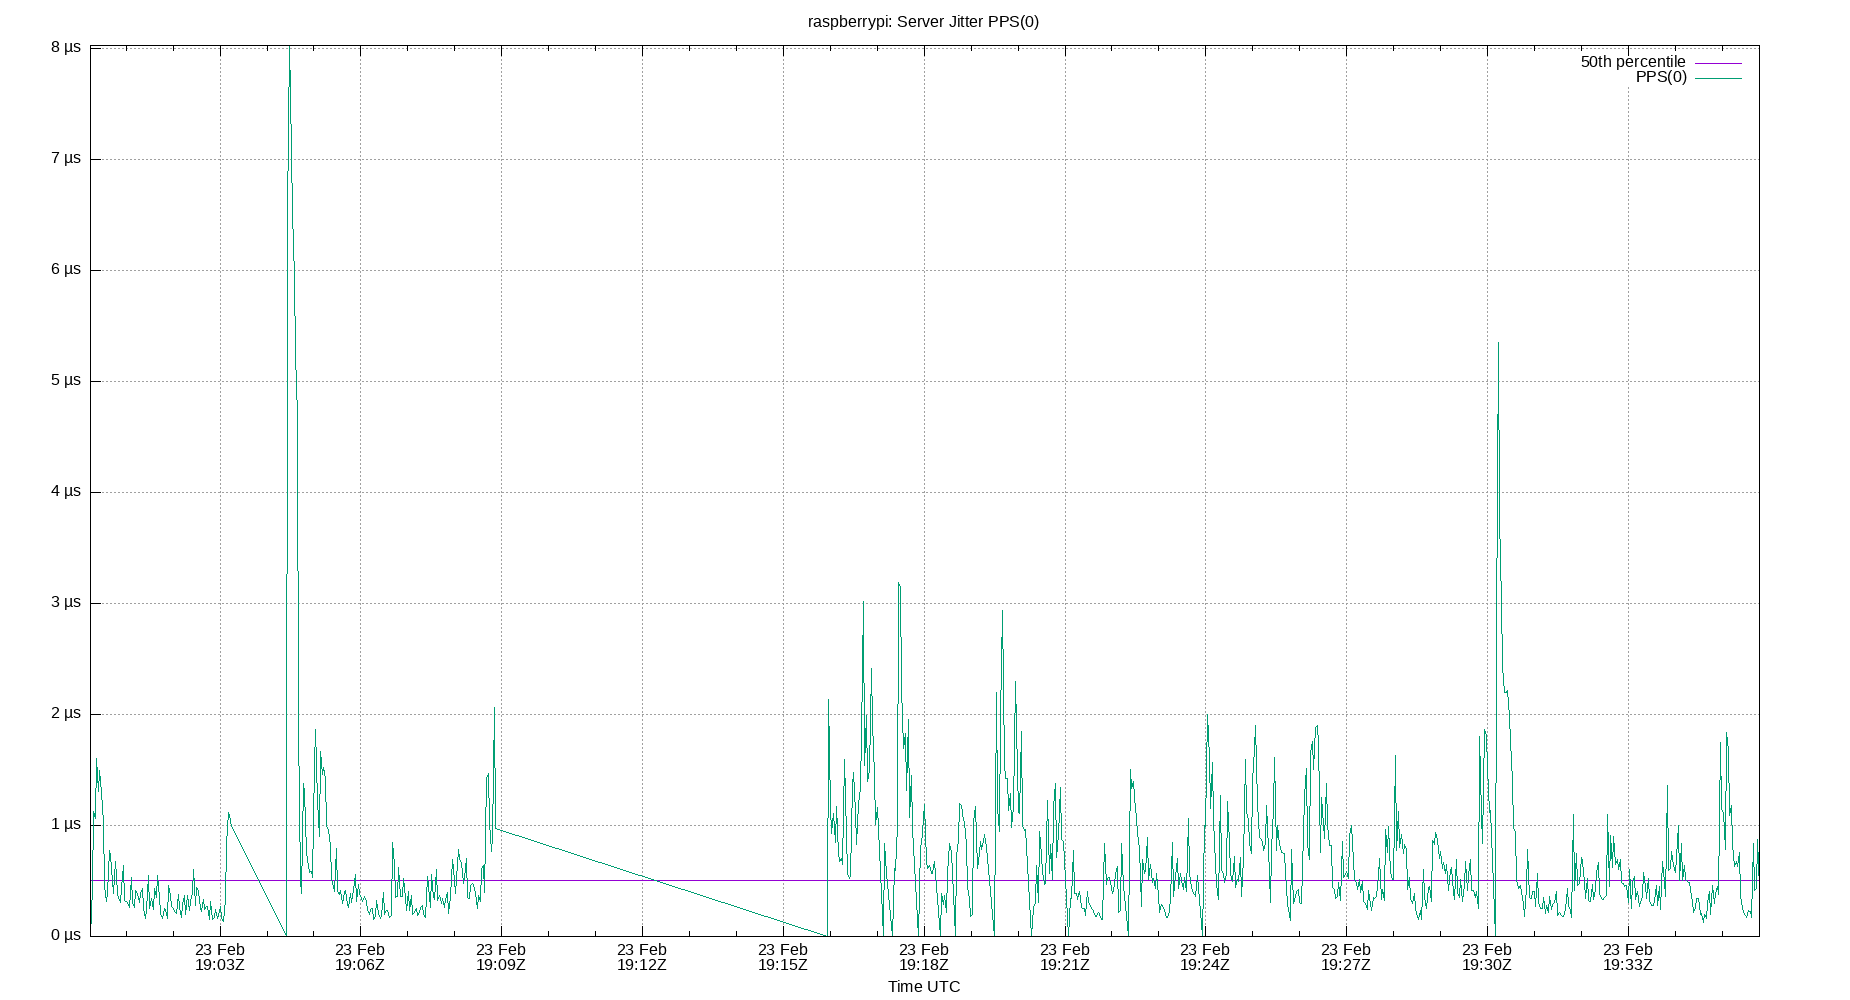 raspberrypi: Server Jitter PPS(0)
8 µs
7 µs
6 µs
5 µs
4 µs
3 µs
2 µs
1 µs
0 µs
50th percentile
PPS(0)
23 Feb
19:03Z
23 Feb
19:06Z
23 Feb
19:09Z
23 Feb
19:12Z
23 Feb
19:15Z
23 Feb
19:18Z
23 Feb
19:21Z
23 Feb
19:24Z
23 Feb
19:27Z
23 Feb
19:30Z
23 Feb
19:33Z
Time UTC